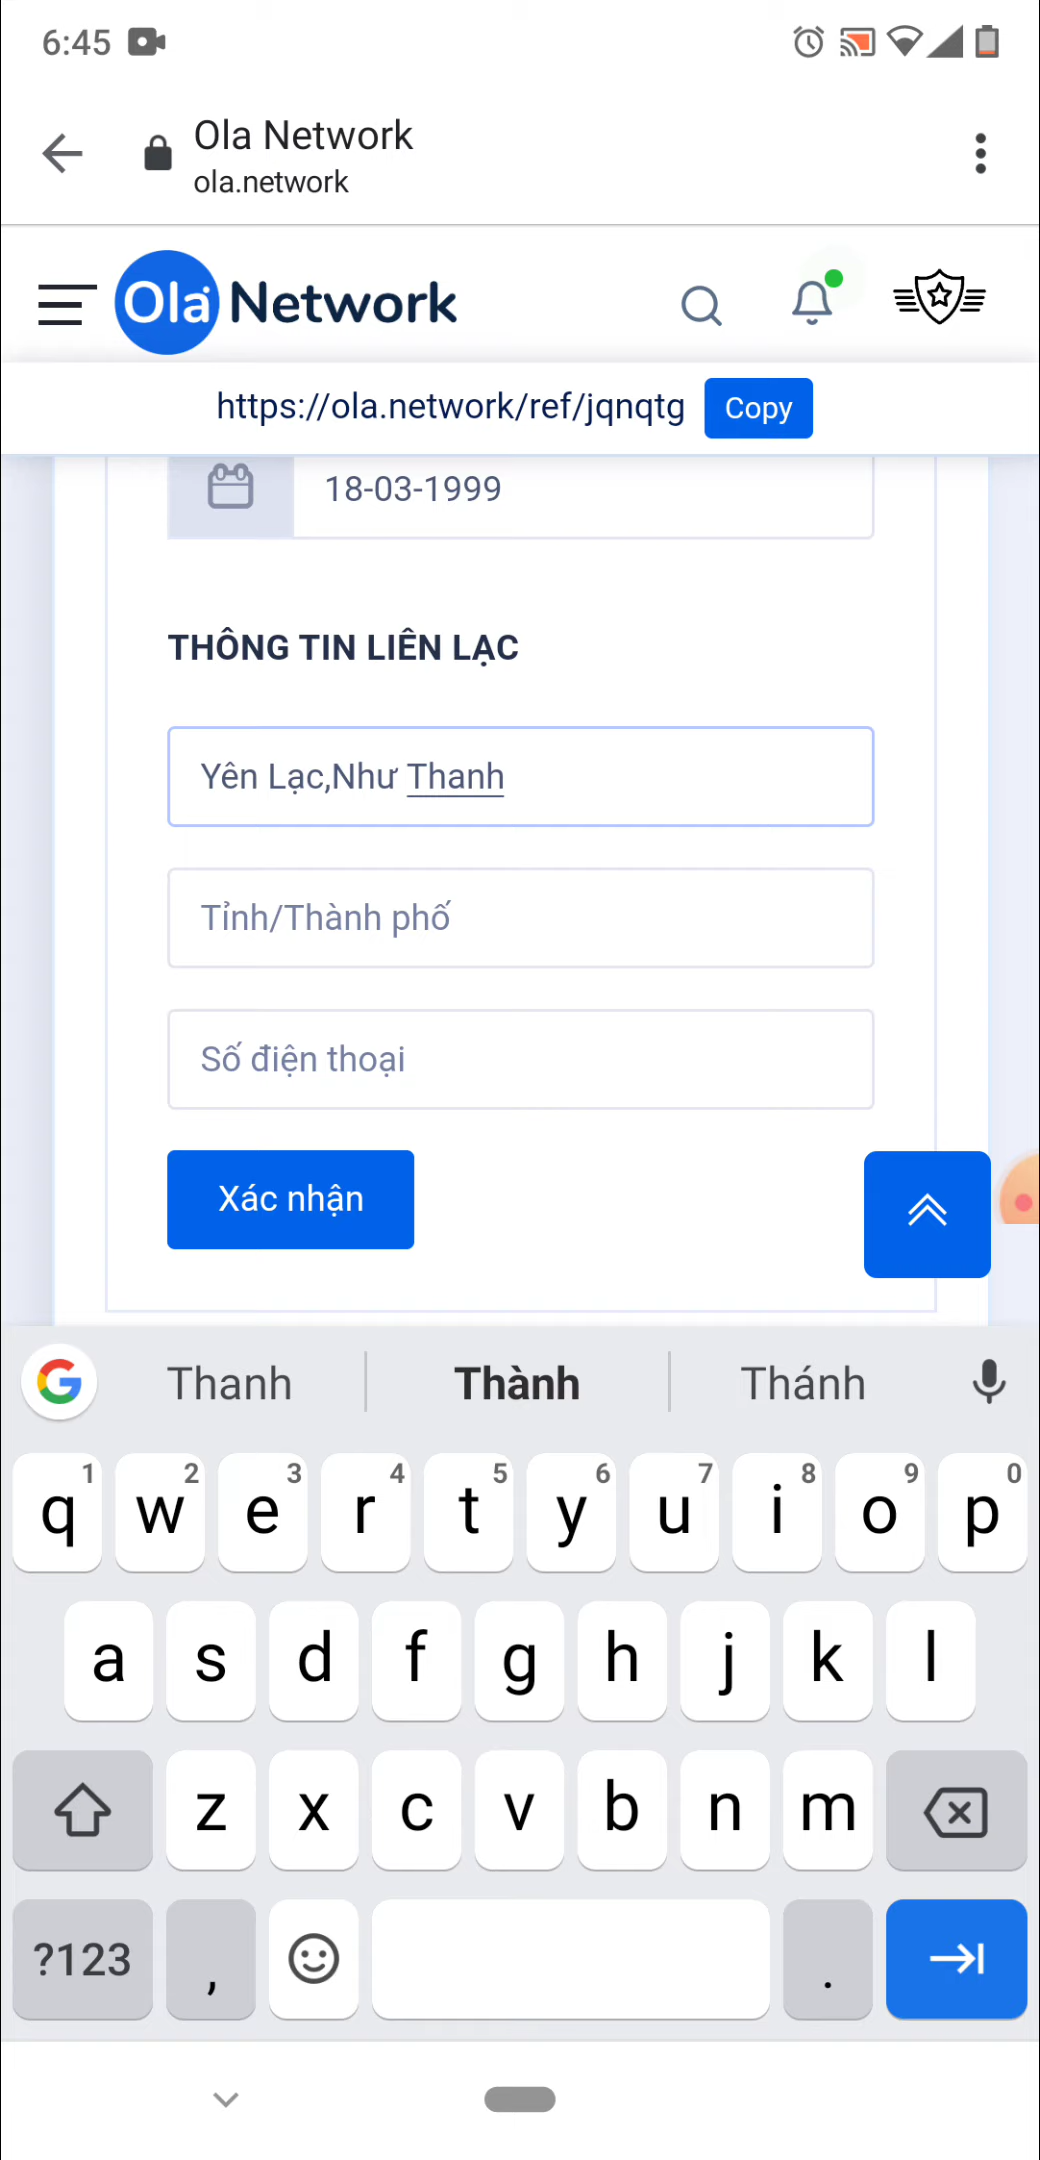 6:45
Ola Network
ola.network
Ola Network
https://ola.network/ref/jqnqtg Copy
18-03-1999
THÔNG TIN LIÊN LẠC
Yên Lạc,Như Thanh
Tỉnh/Thành phố
Số điện thoại
Xác nhận
G Thanh Thành Thánh
1 2 3 4 5 6 7 8 9 0
q w e r t y u i o p
a s d f g h j k l
z x c v b n m
?123 , .